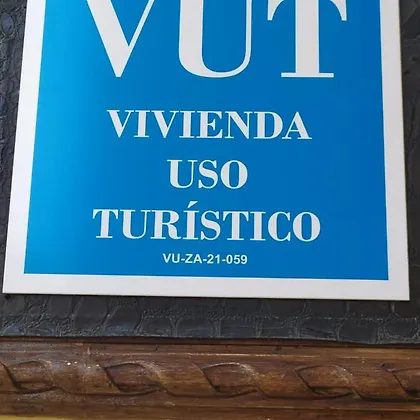 VUT
VIVIENDA
USO
TURÍSTICO
VU-ZA-21-059